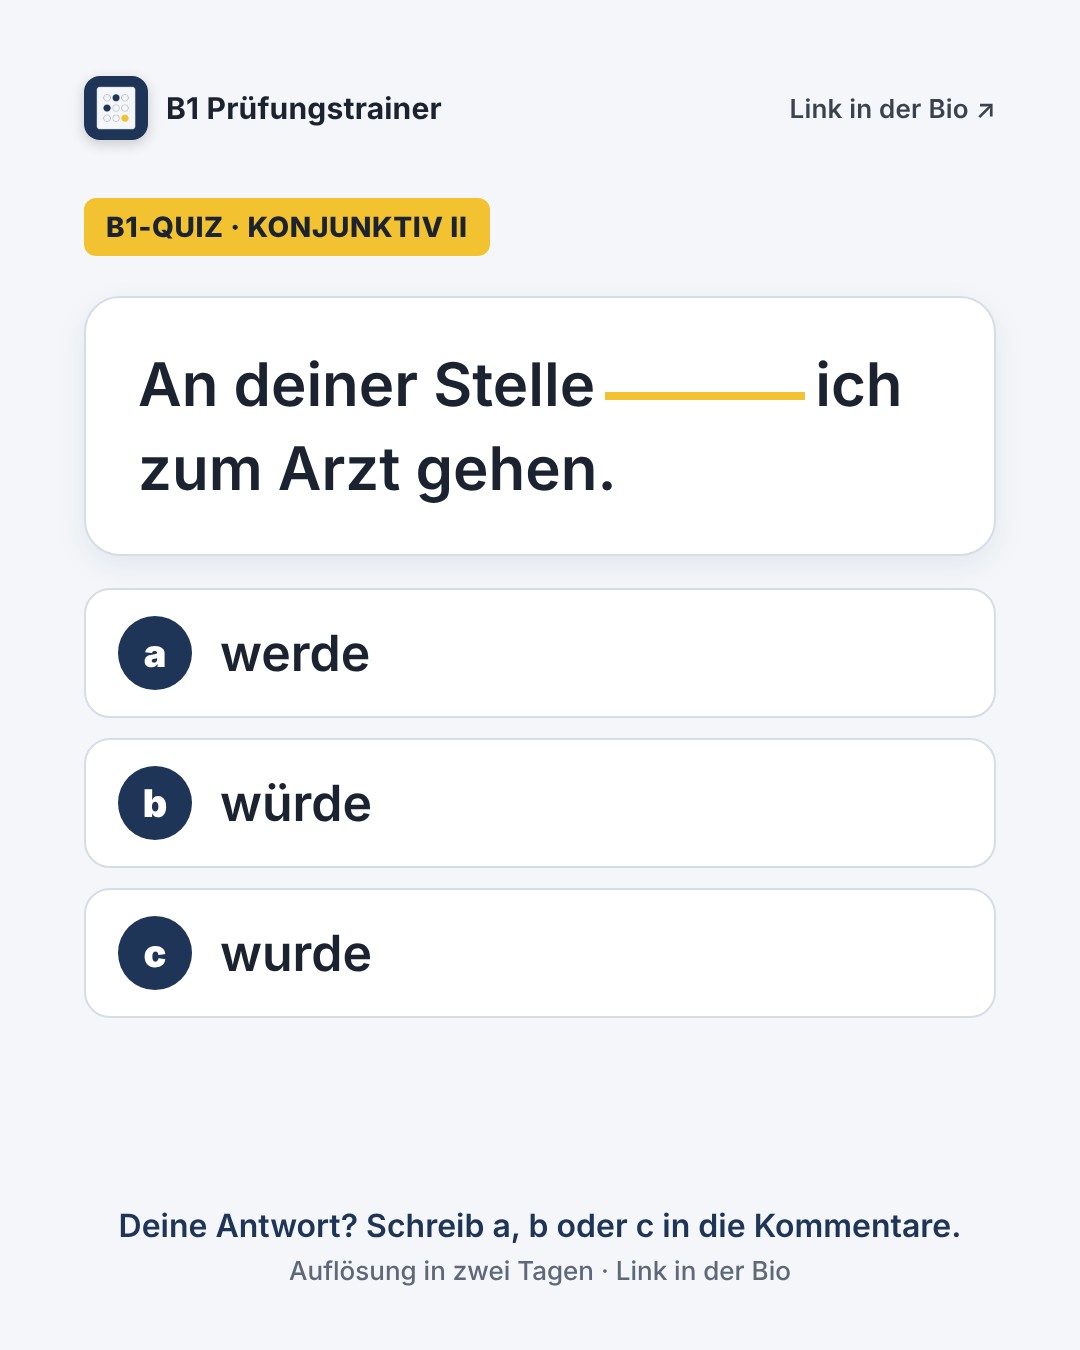 B1 Prüfungstrainer
Link in der Bio ↗
B1-QUIZ · KONJUNKTIV II
An deiner Stelle ______ ich
zum Arzt gehen.
a werde
b würde
c wurde
Deine Antwort? Schreib a, b oder c in die Kommentare.
Auflösung in zwei Tagen · Link in der Bio